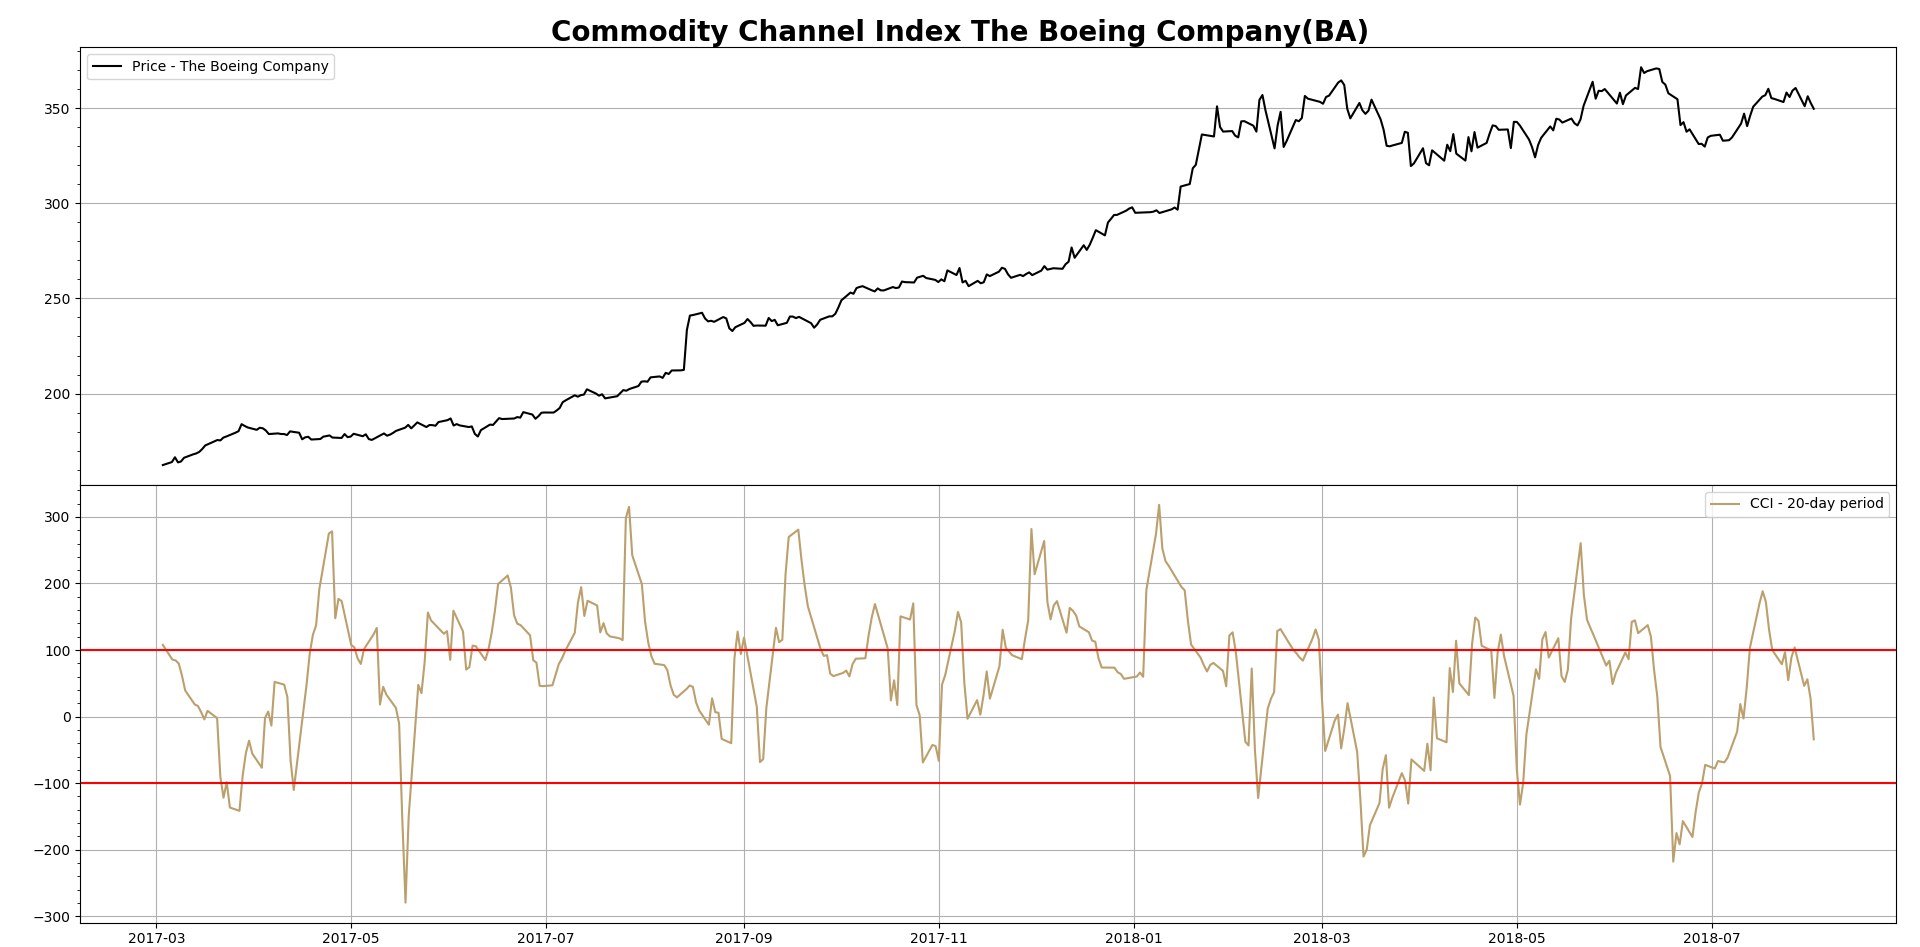 Commodity Channel Index The Boeing Company(BA)
Price - The Boeing Company
350
300
250
200
CCI - 20-day period
300
200
100
0
−100
−200
−300
2017-03 2017-05 2017-07 2017-09 2017-11 2018-01 2018-03 2018-05 2018-07